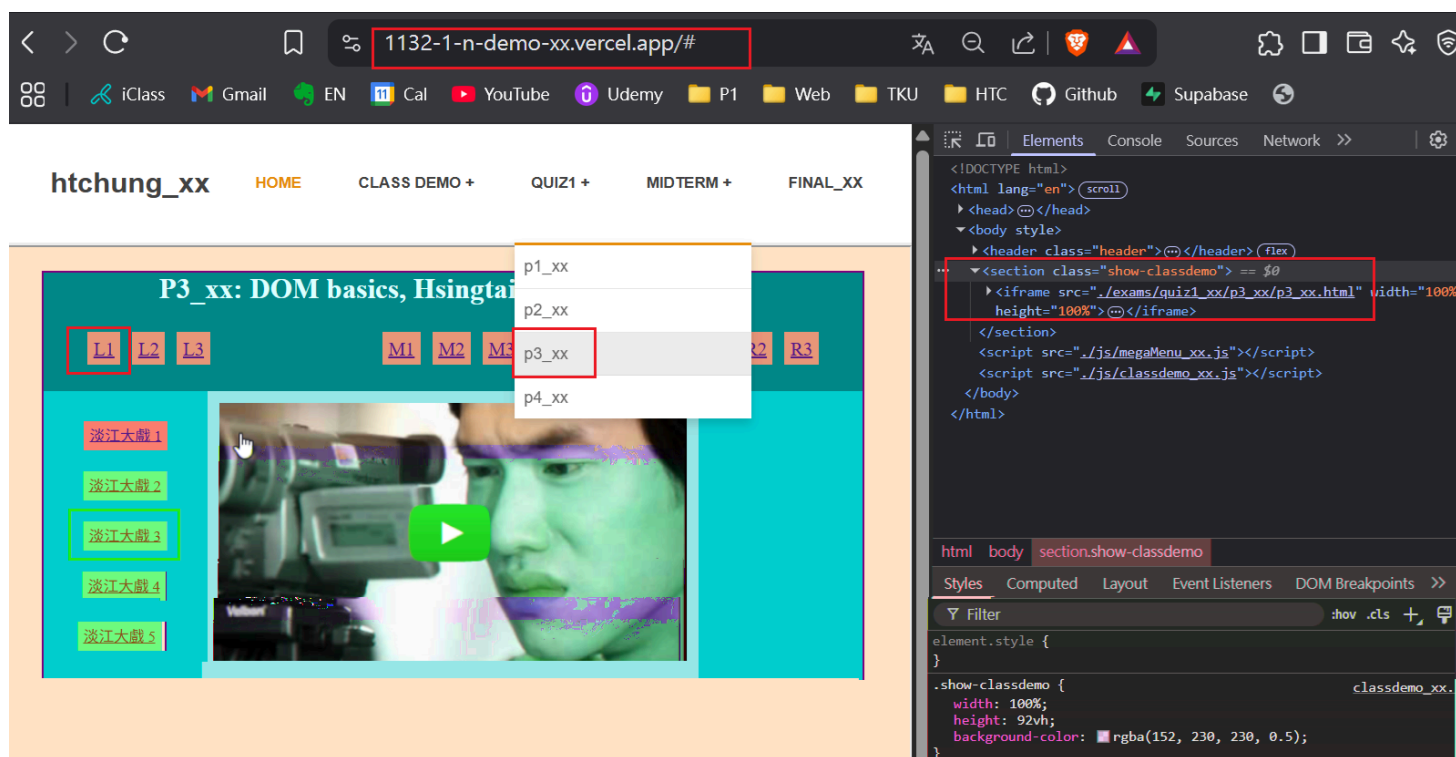 1132-1-n-demo-xx.vercel.app/#
iClass Gmail EN 11 Cal YouTube Udemy P1 Web TKU HTC Github Supabase
htchung_xx HOME CLASS DEMO + QUIZ1 + MIDTERM + FINAL_XX
p1_xx
p2_xx
p3_xx
p4_xx
P3_xx: DOM basics, Hsingtai
L1 L2 L3 M1 M2 M3 R2 R3
淡江大戲 1
淡江大戲 2
淡江大戲 3
淡江大戲 4
淡江大戲 5
Velbon
Elements Console Sources Network >>
<!DOCTYPE html>
<html lang="en"> scroll
<head> … </head>
<body style>
<header class="header"> … </header> flex
… <section class="show-classdemo"> == $0
<iframe src="./exams/quiz1_xx/p3_xx/p3_xx.html" width="100%
height="100%"> … </iframe>
</section>
<script src="./js/megaMenu_xx.js"></script>
<script src="./js/classdemo_xx.js"></script>
</body>
</html>
html body section.show-classdemo
Styles Computed Layout Event Listeners DOM Breakpoints >>
Filter :hov .cls +
element.style {
}
.show-classdemo { classdemo_xx.
width: 100%;
height: 92vh;
background-color: rgba(152, 230, 230, 0.5);
}